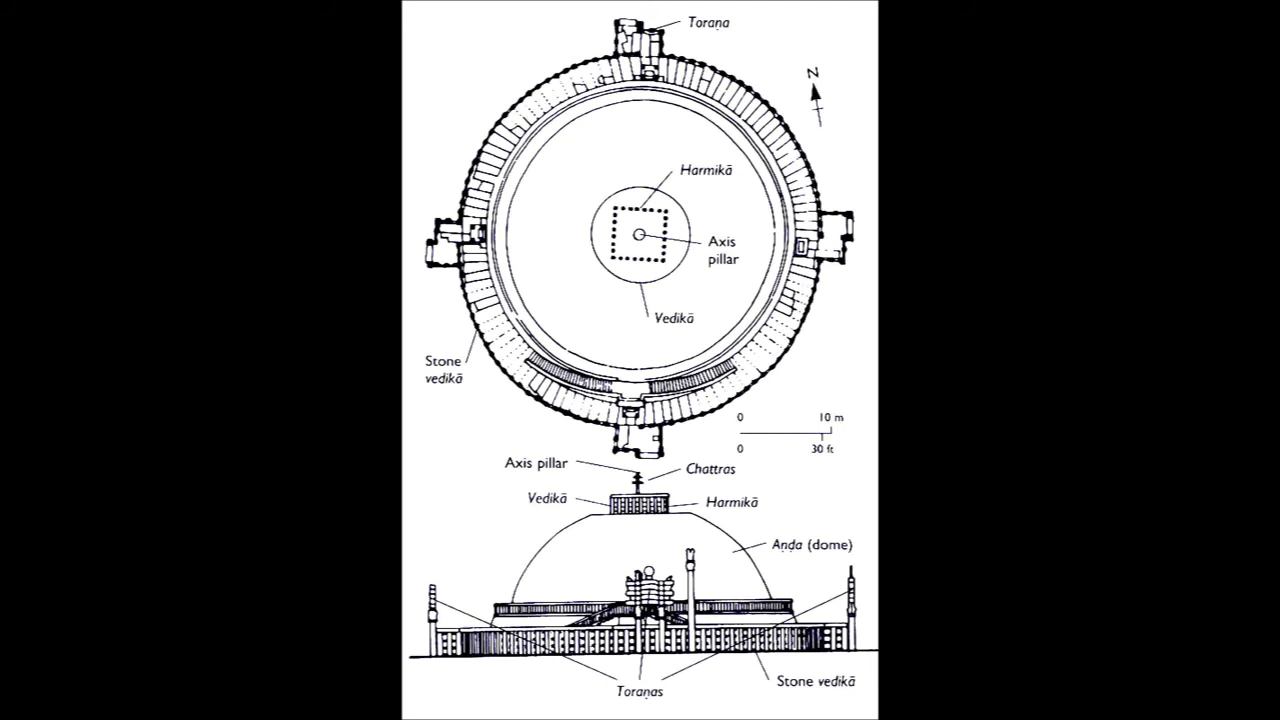 Toraṇa
N
Harmikā
Axis
pillar
Vedikā
Stone
vedikā
0 10 m
0 30 ft
Axis pillar
Chattras
Vedikā
Harmikā
Aṇḍa (dome)
Toraṇas
Stone vedikā